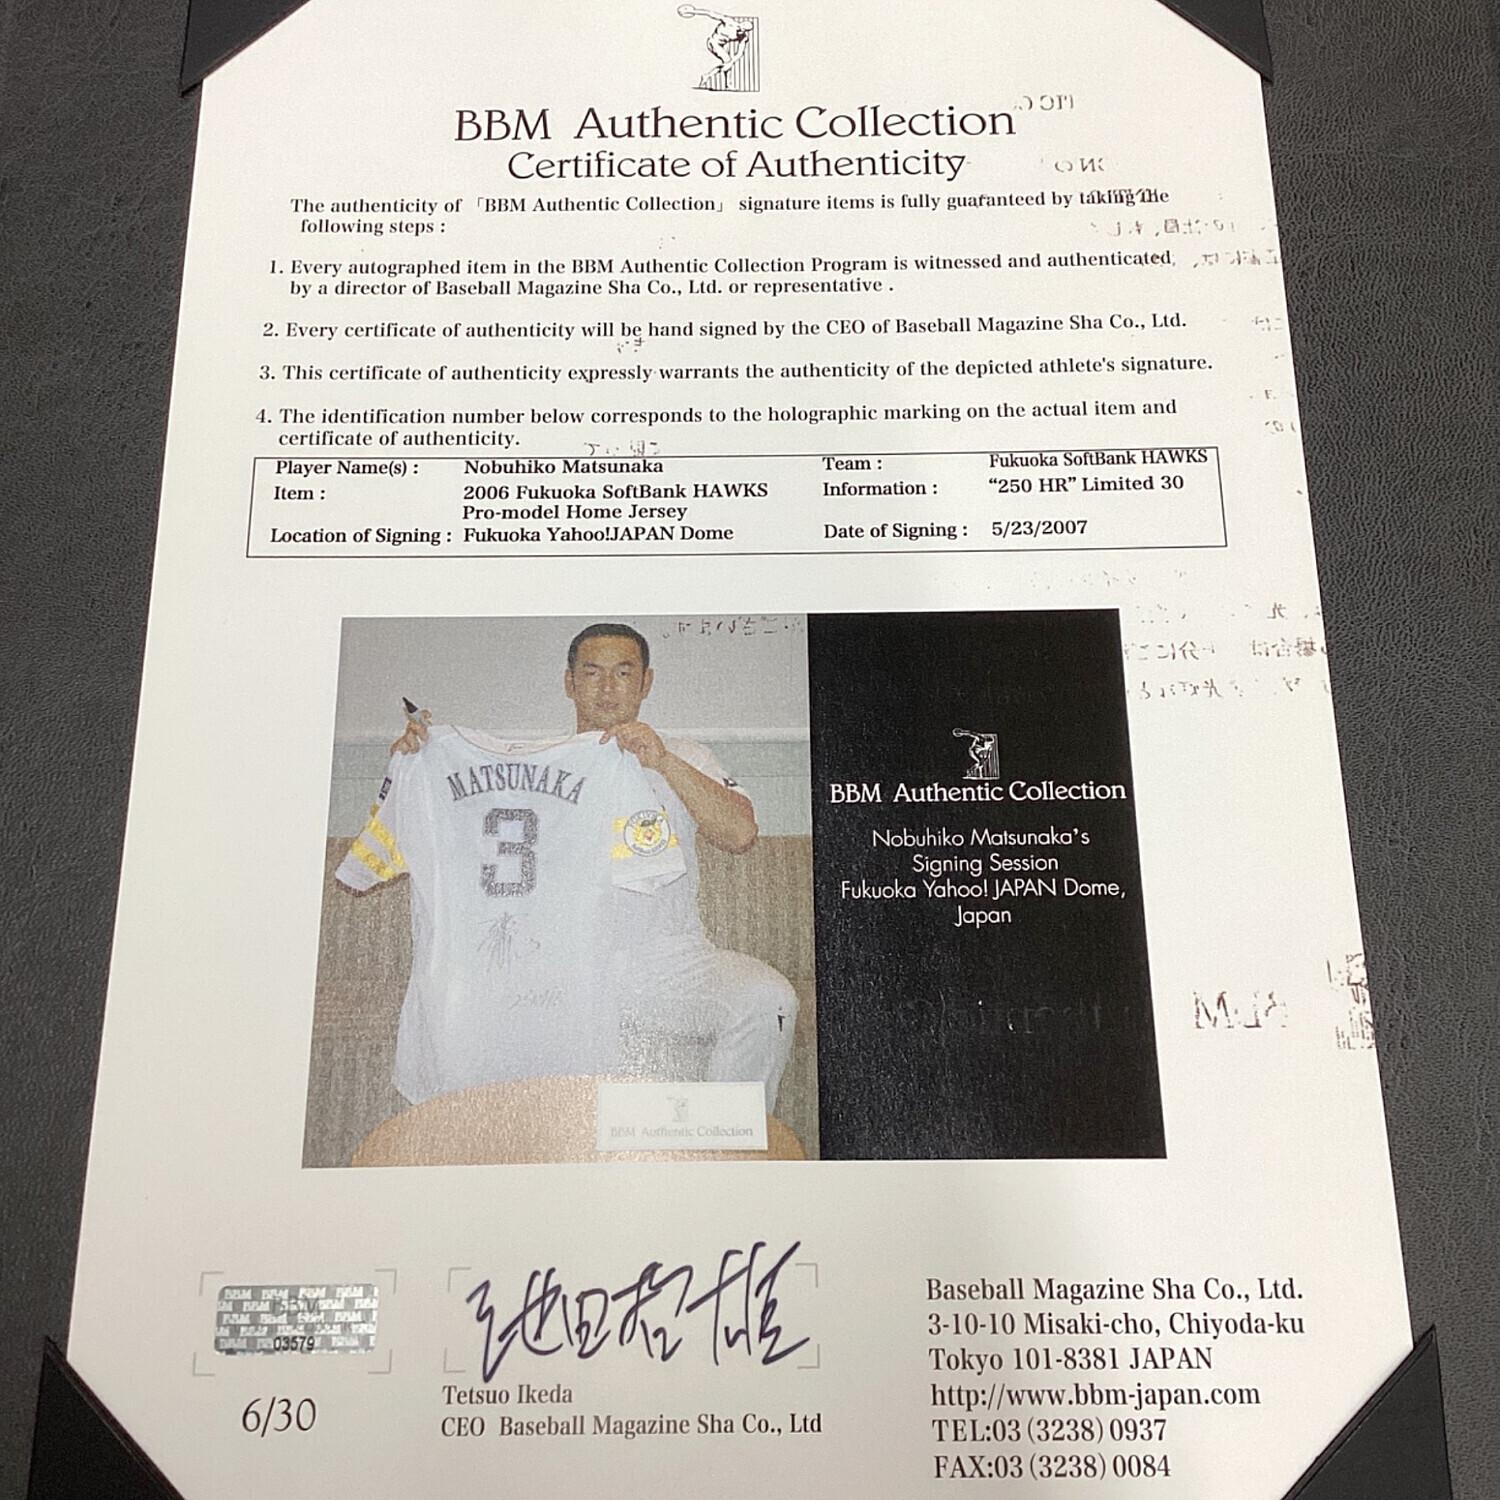 BBM Authentic Collection
Certificate of Authenticity
The authenticity of 「BBM Authentic Collection」 signature items is fully guaranteed by taking the
following steps :
1. Every autographed item in the BBM Authentic Collection Program is witnessed and authenticated
by a director of Baseball Magazine Sha Co., Ltd. or representative .
2. Every certificate of authenticity will be hand signed by the CEO of Baseball Magazine Sha Co., Ltd.
3. This certificate of authenticity expressly warrants the authenticity of the depicted athlete's signature.
4. The identification number below corresponds to the holographic marking on the actual item and
certificate of authenticity.
Player Name(s) : Nobuhiko Matsunaka Team : Fukuoka SoftBank HAWKS
Item : 2006 Fukuoka SoftBank HAWKS Information : “250 HR” Limited 30
Pro-model Home Jersey
Location of Signing : Fukuoka Yahoo!JAPAN Dome Date of Signing : 5/23/2007
MATSUNAKA
3
BBM Authentic Collection
BBM Authentic Collection
Nobuhiko Matsunaka's
Signing Session
Fukuoka Yahoo! JAPAN Dome,
Japan
BBM
03579
6/30
池田哲雄
Tetsuo Ikeda
CEO Baseball Magazine Sha Co., Ltd
Baseball Magazine Sha Co., Ltd.
3-10-10 Misaki-cho, Chiyoda-ku
Tokyo 101-8381 JAPAN
http://www.bbm-japan.com
TEL:03 (3238) 0937
FAX:03 (3238) 0084